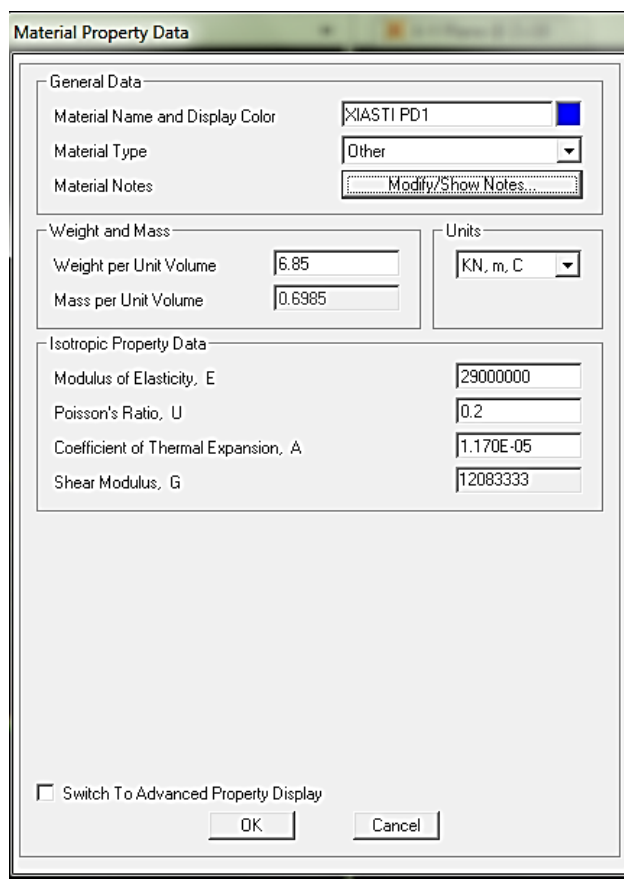 Material Property Data
General Data
Material Name and Display Color XIASTI PD1
Material Type Other
Material Notes Modify/Show Notes...
Weight and Mass
Weight per Unit Volume 6.85
Mass per Unit Volume 0.6985
Units
KN, m, C
Isotropic Property Data
Modulus of Elasticity, E 29000000
Poisson's Ratio, U 0.2
Coefficient of Thermal Expansion, A 1.170E-05
Shear Modulus, G 12083333
Switch To Advanced Property Display
OK Cancel